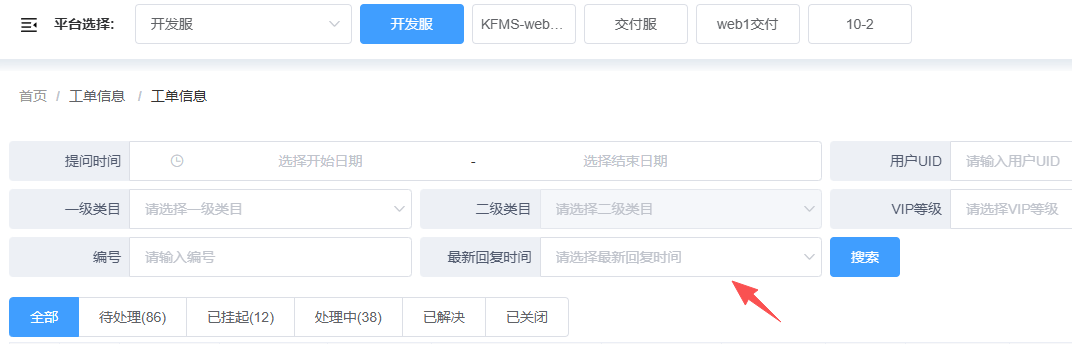 平台选择: 开发服 开发服 KFMS-web... 交付服 web1交付 10-2
首页 / 工单信息 / 工单信息
提问时间 选择开始日期 - 选择结束日期 用户UID 请输入用户UID
一级类目 请选择一级类目 二级类目 请选择二级类目 VIP等级 请选择VIP等级
编号 请输入编号 最新回复时间 请选择最新回复时间 搜索
全部 待处理(86) 已挂起(12) 处理中(38) 已解决 已关闭